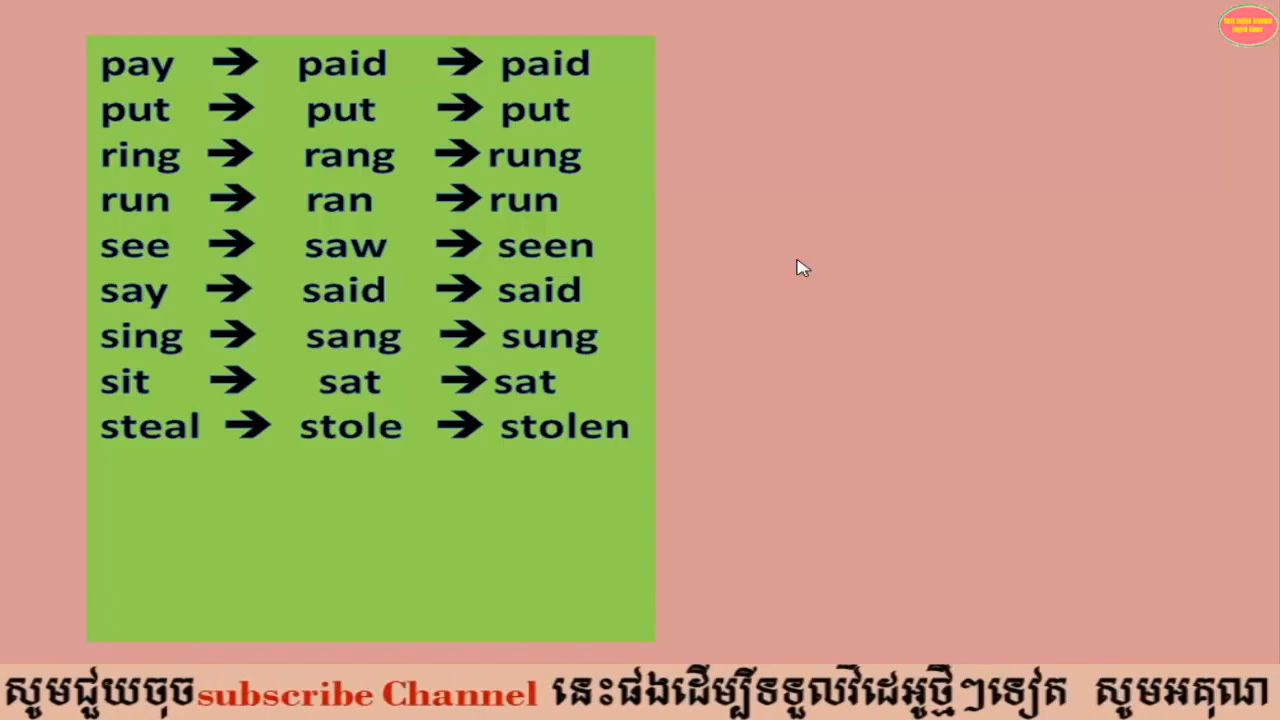 pay → paid → paid
put → put → put
ring → rang → rung
run → ran → run
see → saw → seen
say → said → said
sing → sang → sung
sit → sat → sat
steal → stole → stolen
សូមជួយចុចsubscribe Channel នេះផងដើម្បីទទួលវីដេអូថ្មីៗទៀត សូមអគុណ